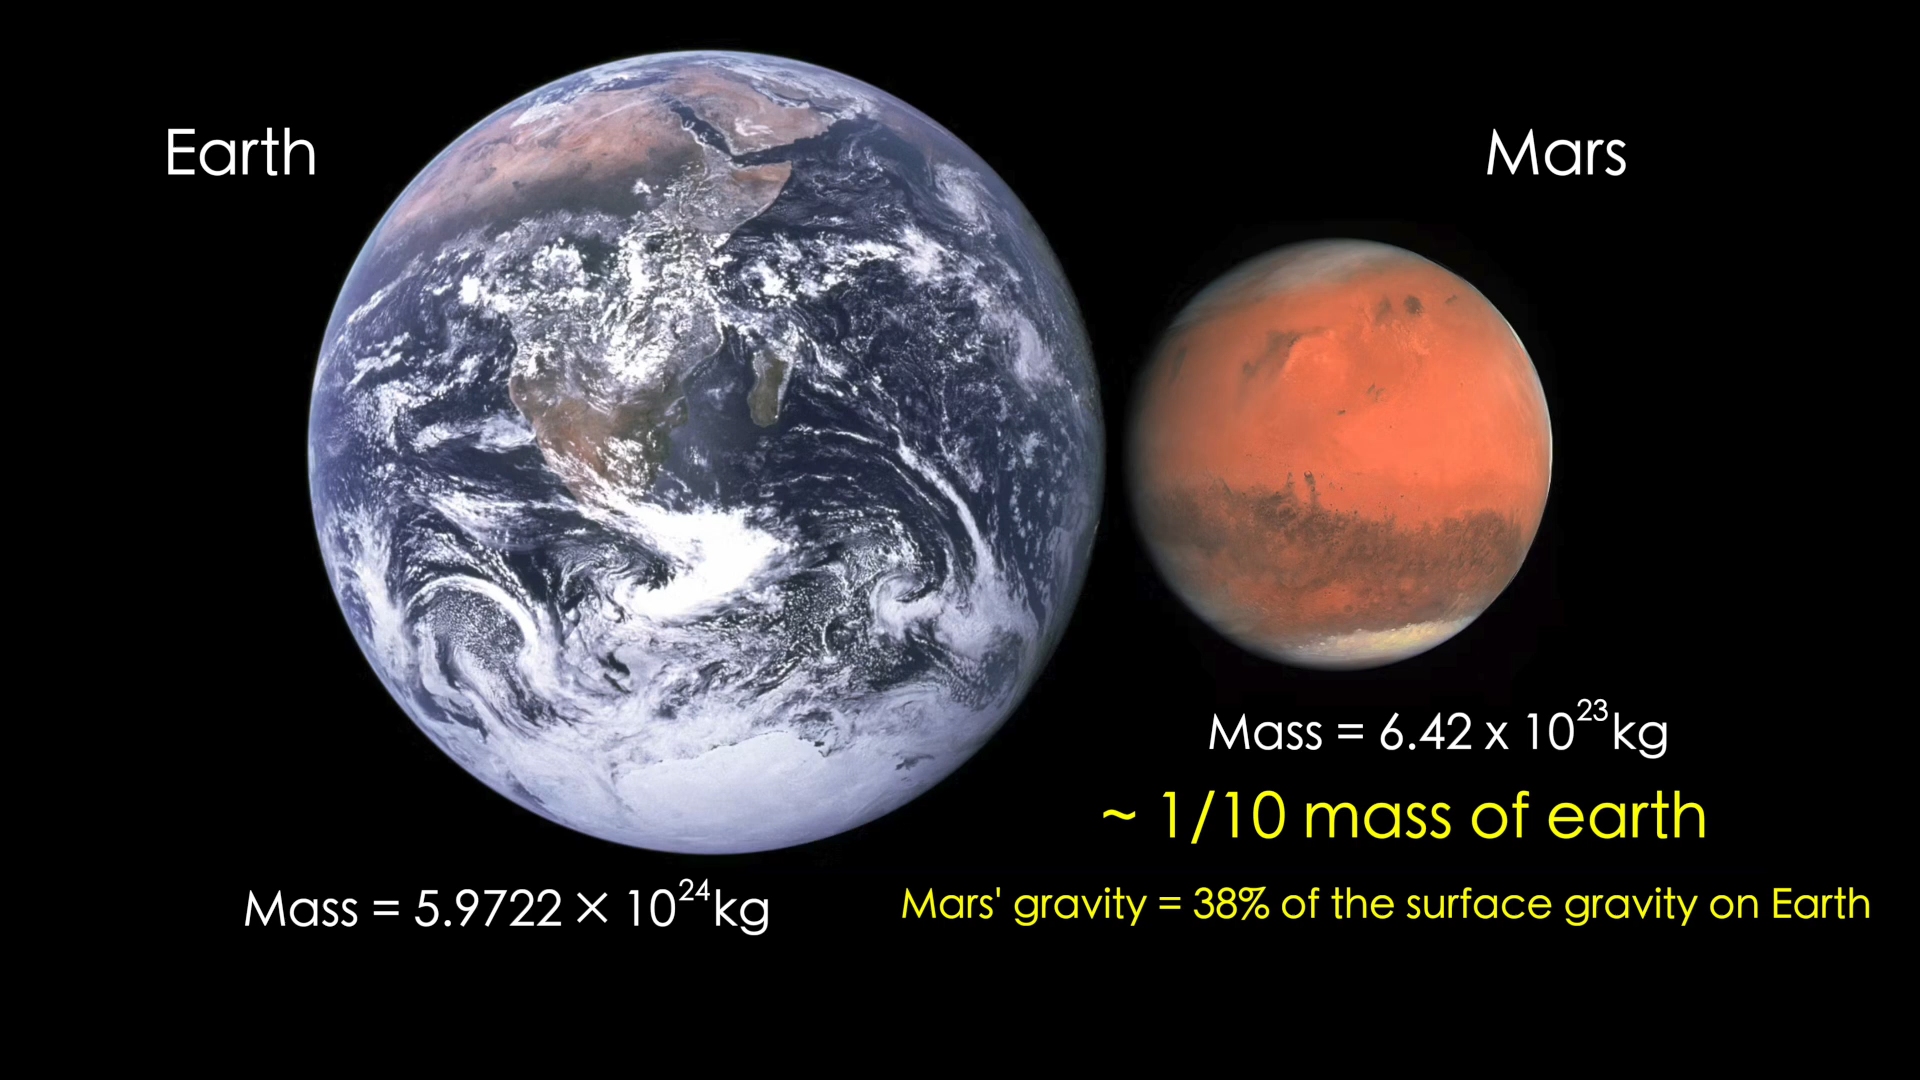 Earth
Mars
Mass = 6.42 x 10²³kg
~ 1/10 mass of earth
Mass = 5.9722 × 10²⁴kg
Mars' gravity = 38% of the surface gravity on Earth